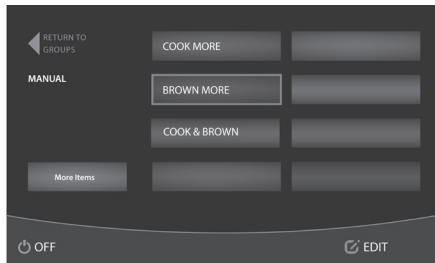 RETURN TO
GROUPS
MANUAL
COOK MORE
BROWN MORE
COOK & BROWN
More Items
OFF
EDIT